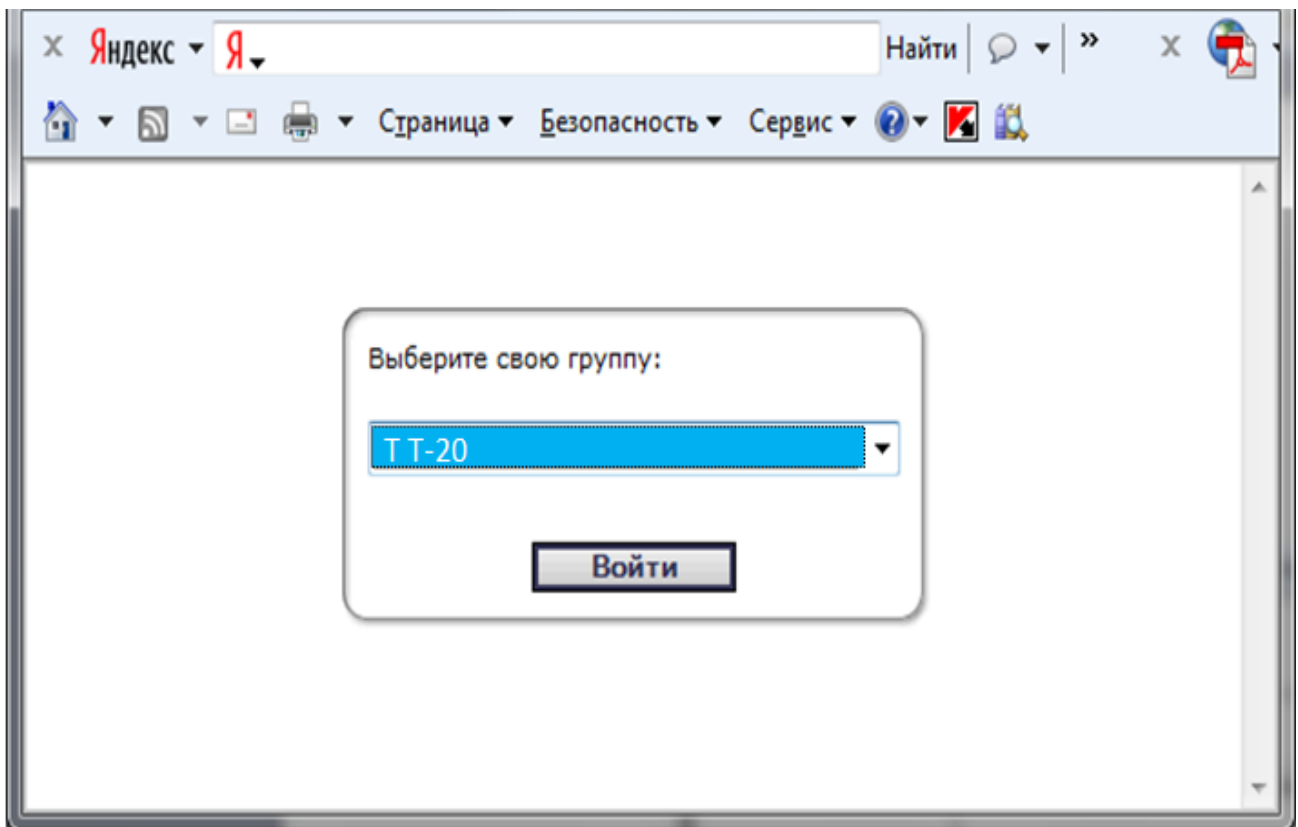 x Яндекс Я Найти » x
Страница Безопасность Сервис ?
Выберите свою группу:
Т Т-20
Войти